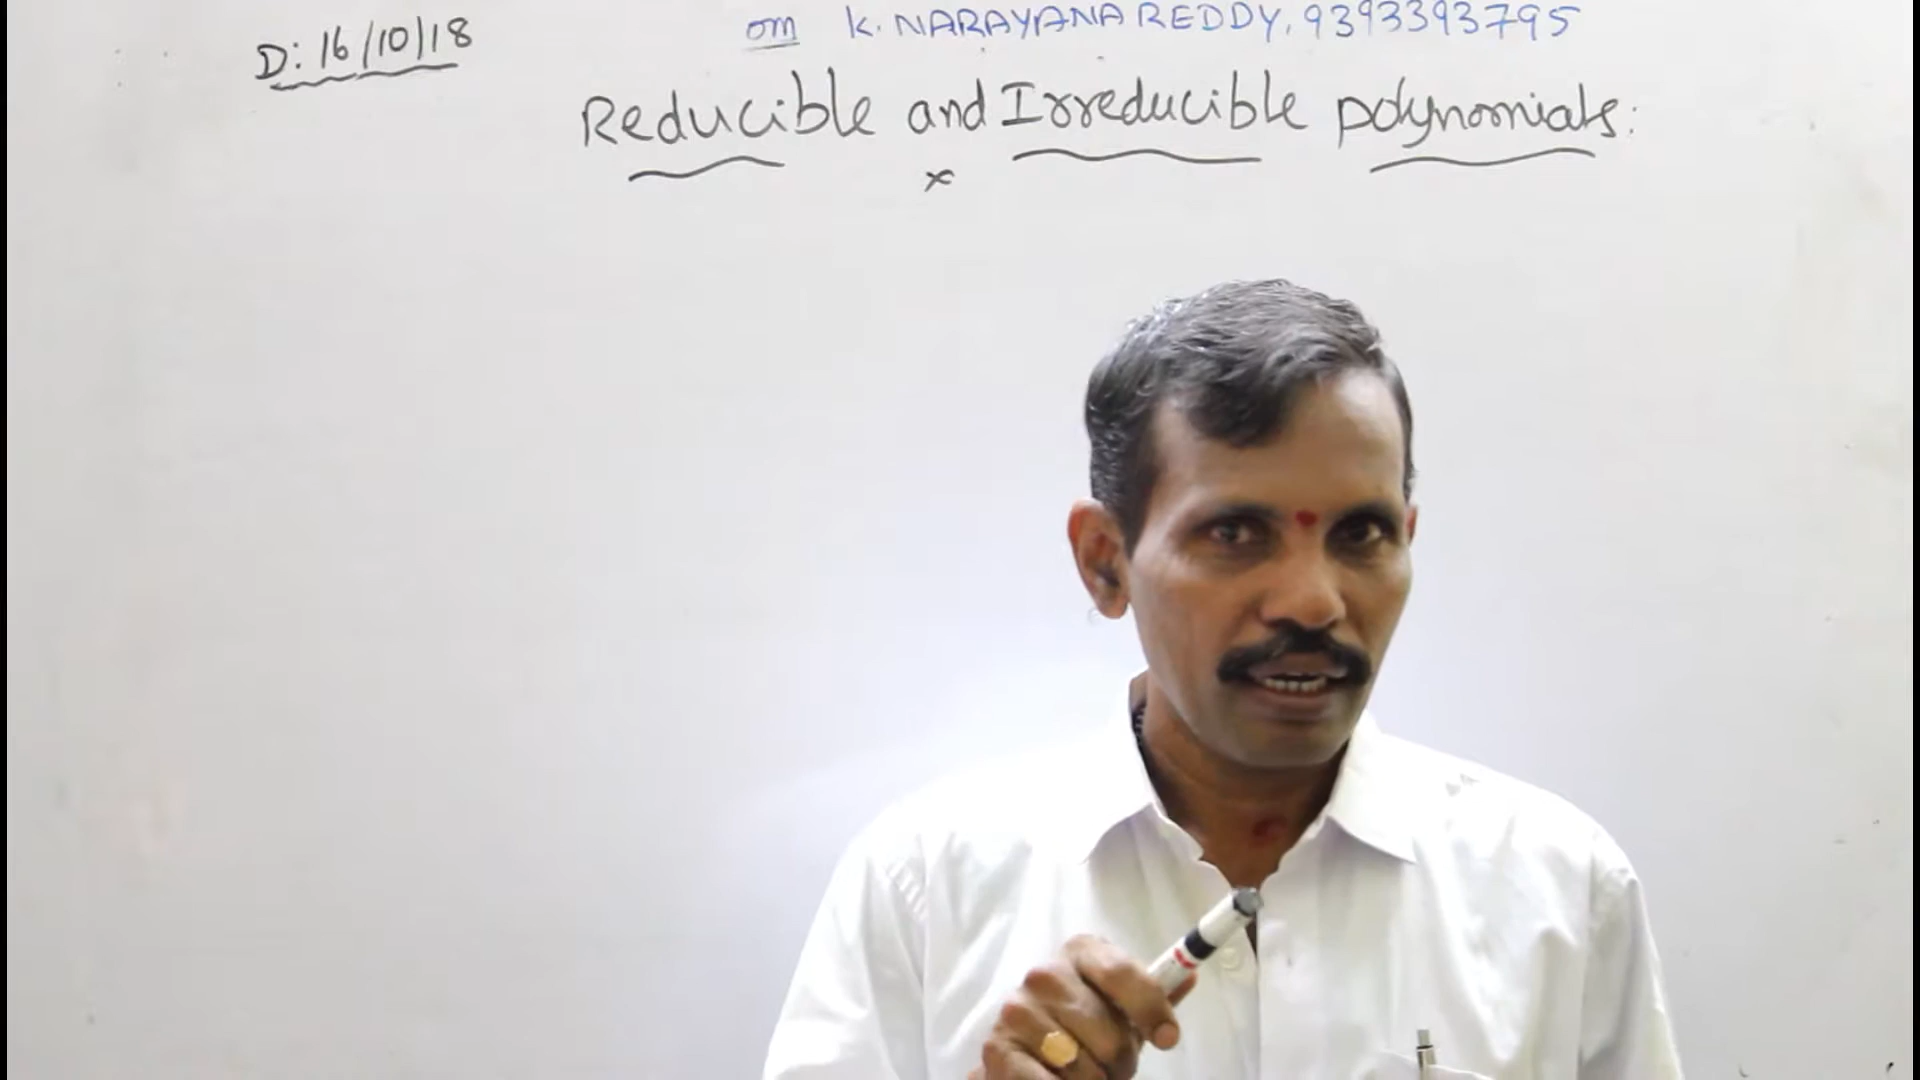 D: 16/10/18
om K. NARAYANA REDDY, 9393393795
Reducible and Irreducible polynomials:
x